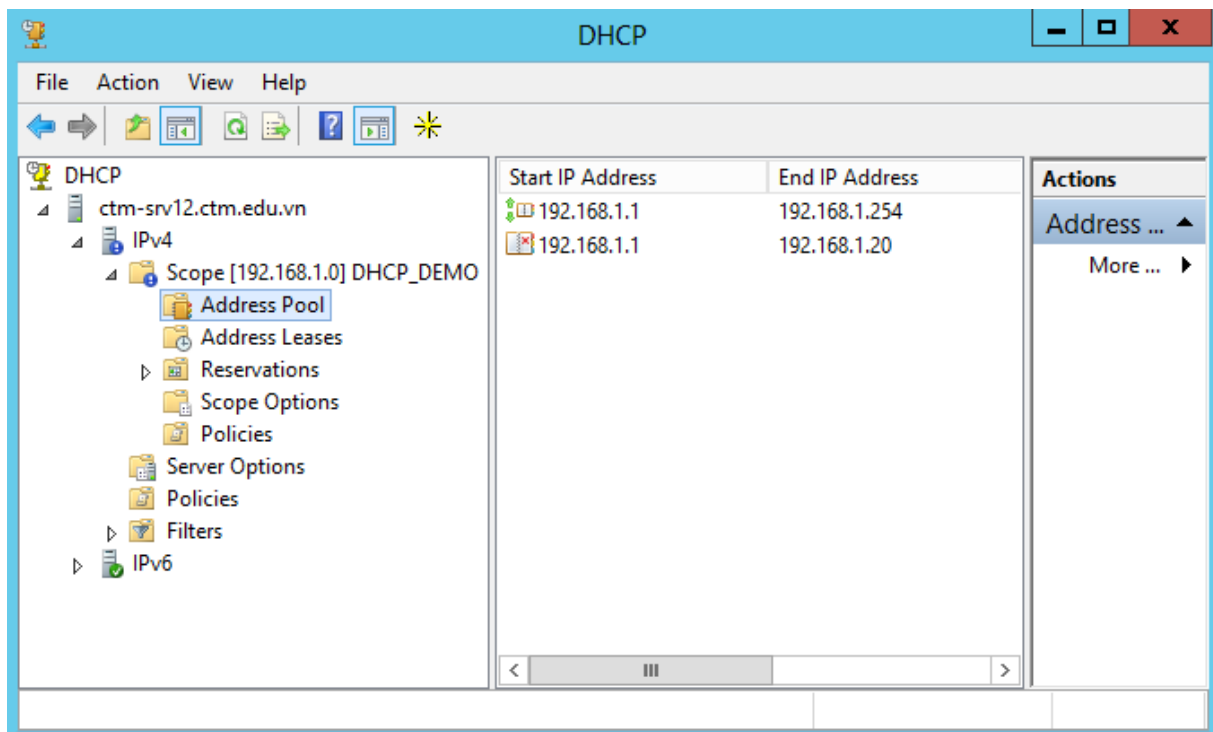 DHCP
File Action View Help
DHCP
ctm-srv12.ctm.edu.vn
IPv4
Scope [192.168.1.0] DHCP_DEMO
Address Pool
Address Leases
Reservations
Scope Options
Policies
Server Options
Policies
Filters
IPv6
Start IP Address End IP Address
192.168.1.1 192.168.1.254
192.168.1.1 192.168.1.20
Actions
Address ...
More ...